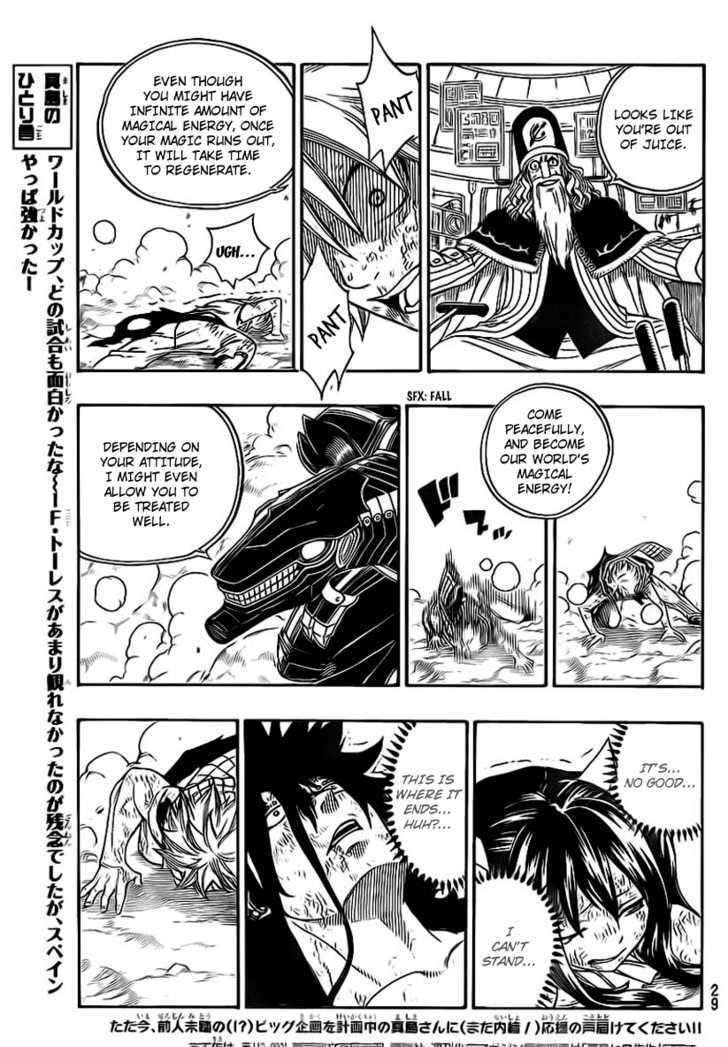 LOOKS LIKE
YOU'RE OUT
OF JUICE.
PANT
PANT
EVEN THOUGH
YOU MIGHT HAVE
INFINITE AMOUNT OF
MAGICAL ENERGY, ONCE
YOUR MAGIC RUNS OUT,
IT WILL TAKE TIME
TO REGENERATE.
UGH...
SFX: FALL
COME
PEACEFULLY,
AND BECOME
OUR WORLD'S
MAGICAL
ENERGY!
ドスッ
DEPENDING ON
YOUR ATTITUDE,
I MIGHT EVEN
ALLOW YOU TO
BE TREATED
WELL.
IT'S...
NO GOOD...
I
CAN'T
STAND...
THIS IS
WHERE IT
ENDS...
HUH?...
真島の
ひとり言
ワールドカップ、どの試合も面白かったな〜ーF・トーレスがあまり観れなかったのが残念でしたが、スペイン
やっぱ強かったー
29
ただ今、前人未踏の(!?)ビッグ企画を計画中の真島さんに(まだ内緒!)応援の声届けてください!!